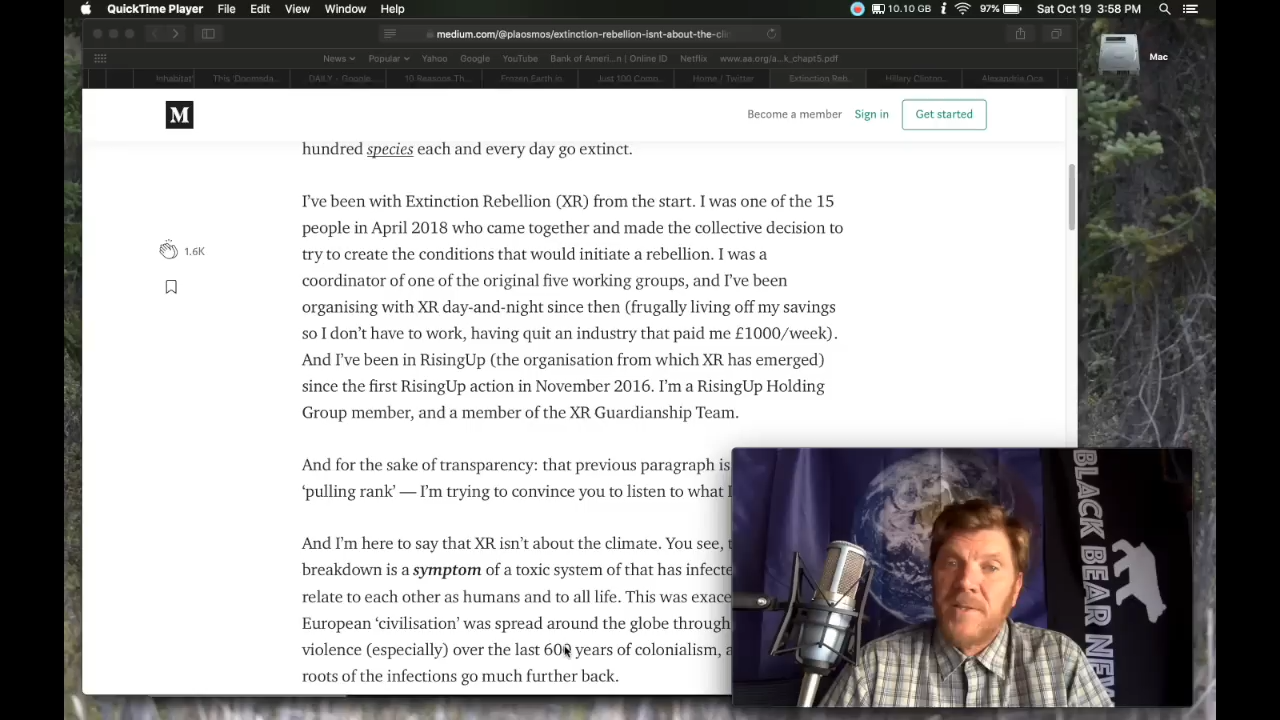 QuickTime Player File Edit View Window Help 10.10 GB 97% Sat Oct 19 3:58 PM
medium.com/@plaosmos/extinction-rebellion-isnt-about-the-cli
News Popular Yahoo Google YouTube Bank of Ameri...n | Online ID Netflix www.aa.org/a...k_chapt5.pdf
Inhabitat This 'Doomsda... DAILY - Google... 10 Reasons Th... Frozen Earth in... Just 100 Comp... Home / Twitter Extinction Reb... Hillary Clinton... Alexandria Oca...
Mac
M Become a member Sign in Get started
hundred species each and every day go extinct.
I've been with Extinction Rebellion (XR) from the start. I was one of the 15
people in April 2018 who came together and made the collective decision to
try to create the conditions that would initiate a rebellion. I was a
coordinator of one of the original five working groups, and I've been
organising with XR day-and-night since then (frugally living off my savings
so I don't have to work, having quit an industry that paid me £1000/week).
And I've been in RisingUp (the organisation from which XR has emerged)
since the first RisingUp action in November 2016. I'm a RisingUp Holding
Group member, and a member of the XR Guardianship Team.
1.6K
And for the sake of transparency: that previous paragraph is
'pulling rank' — I'm trying to convince you to listen to what I
And I'm here to say that XR isn't about the climate. You see,
breakdown is a symptom of a toxic system of that has infecte
relate to each other as humans and to all life. This was exace
European 'civilisation' was spread around the globe through
violence (especially) over the last 600 years of colonialism,
roots of the infections go much further back.
BLACK BEAR NEW